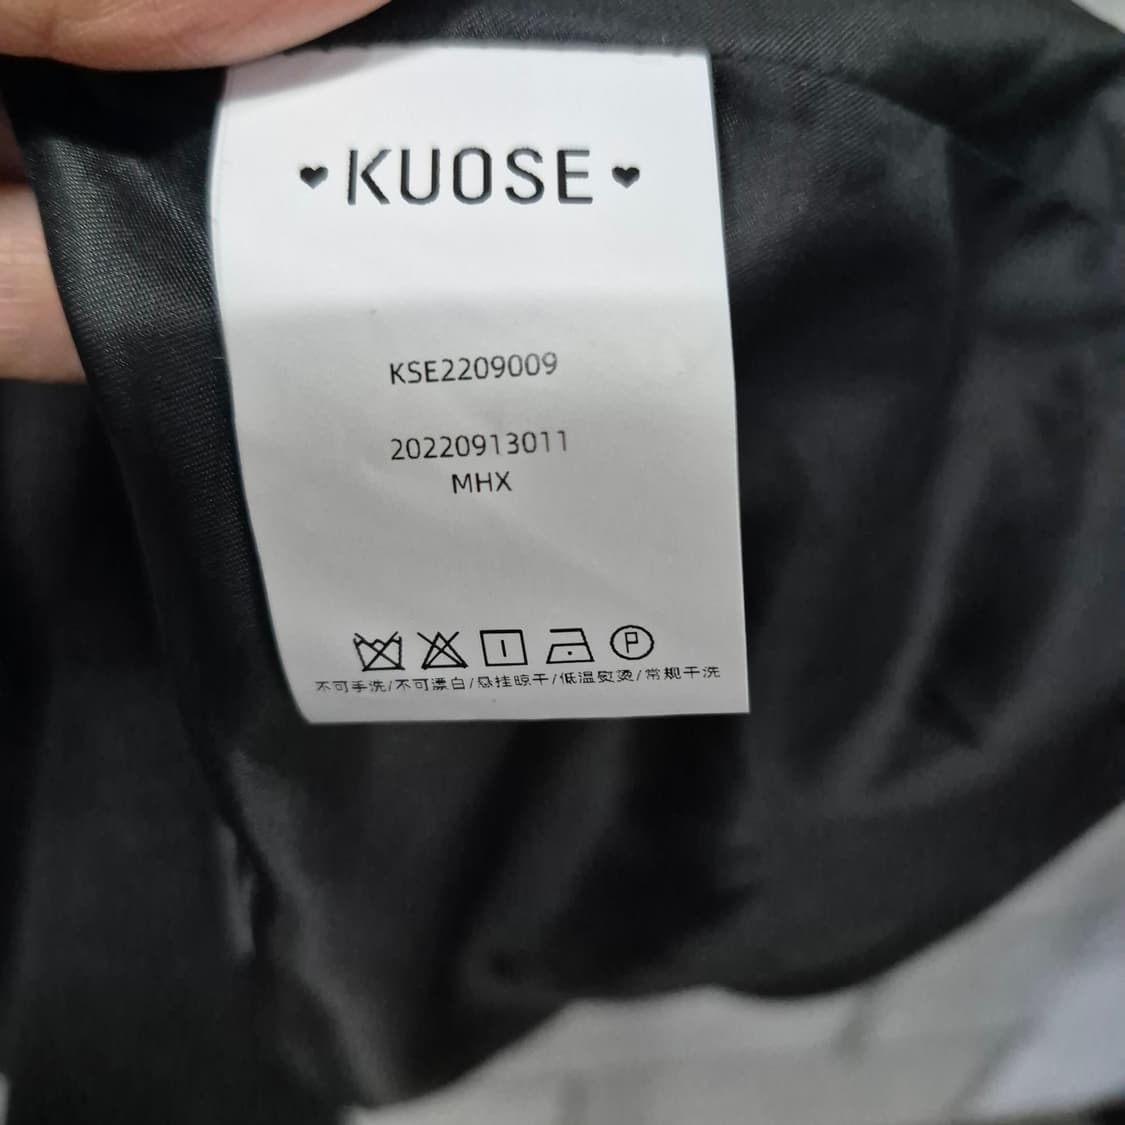 ♥KUOSE♥
KSE2209009
20220913011
MHX
P
不可手洗/不可漂白/悬挂晾干/低温熨烫/常规干洗